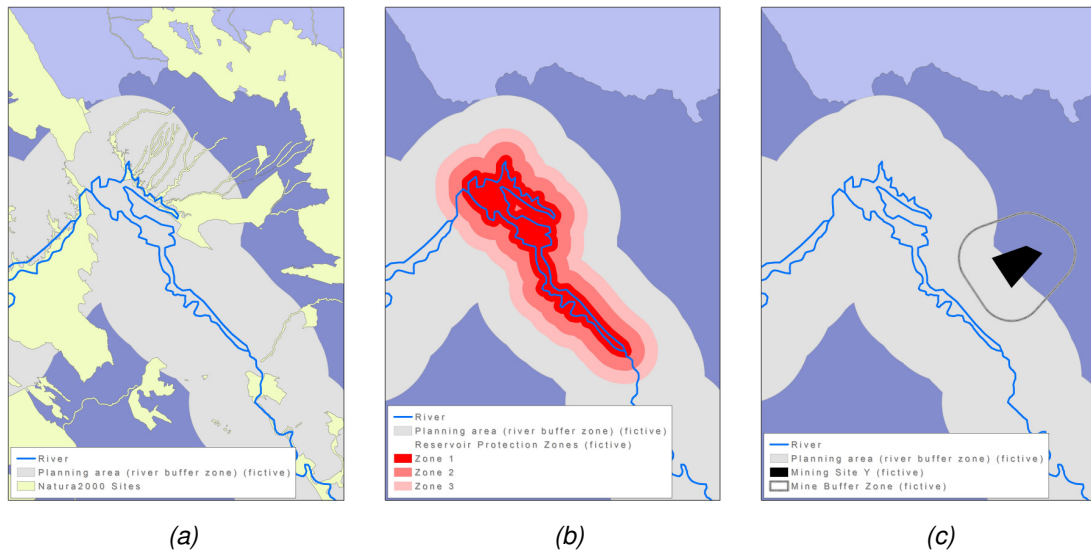 River
Planning area (river buffer zone) (fictive)
Natura2000 Sites
(a)
River
Planning area (river buffer zone) (fictive)
Reservoir Protection Zones (fictive)
Zone 1
Zone 2
Zone 3
(b)
River
Planning area (river buffer zone) (fictive)
Mining Site Y (fictive)
Mine Buffer Zone (fictive)
(c)